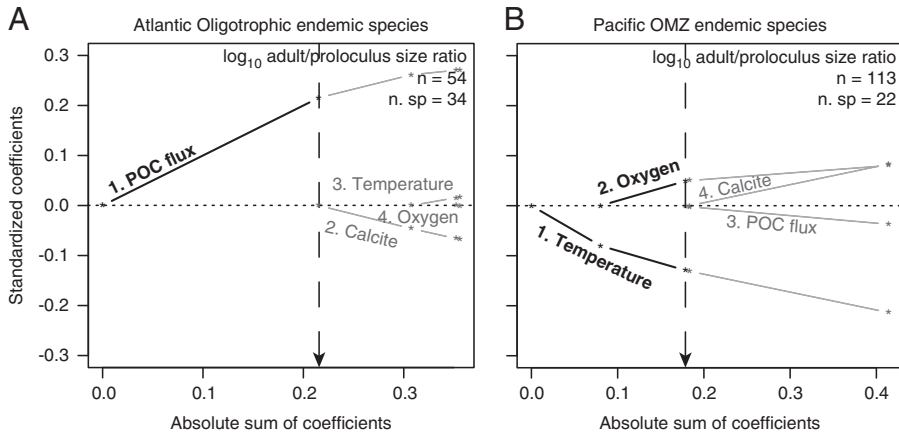 A
Atlantic Oligotrophic endemic species
log10 adult/proloculus size ratio
n = 54
n. sp = 34
1. POC flux
3. Temperature
4. Oxygen
2. Calcite
Standardized coefficients
0.3
0.2
0.1
0.0
-0.1
-0.2
-0.3
0.0 0.1 0.2 0.3
Absolute sum of coefficients
B
Pacific OMZ endemic species
log10 adult/proloculus size ratio
n = 113
n. sp = 22
2. Oxygen
4. Calcite
3. POC flux
1. Temperature
0.0 0.1 0.2 0.3 0.4
Absolute sum of coefficients